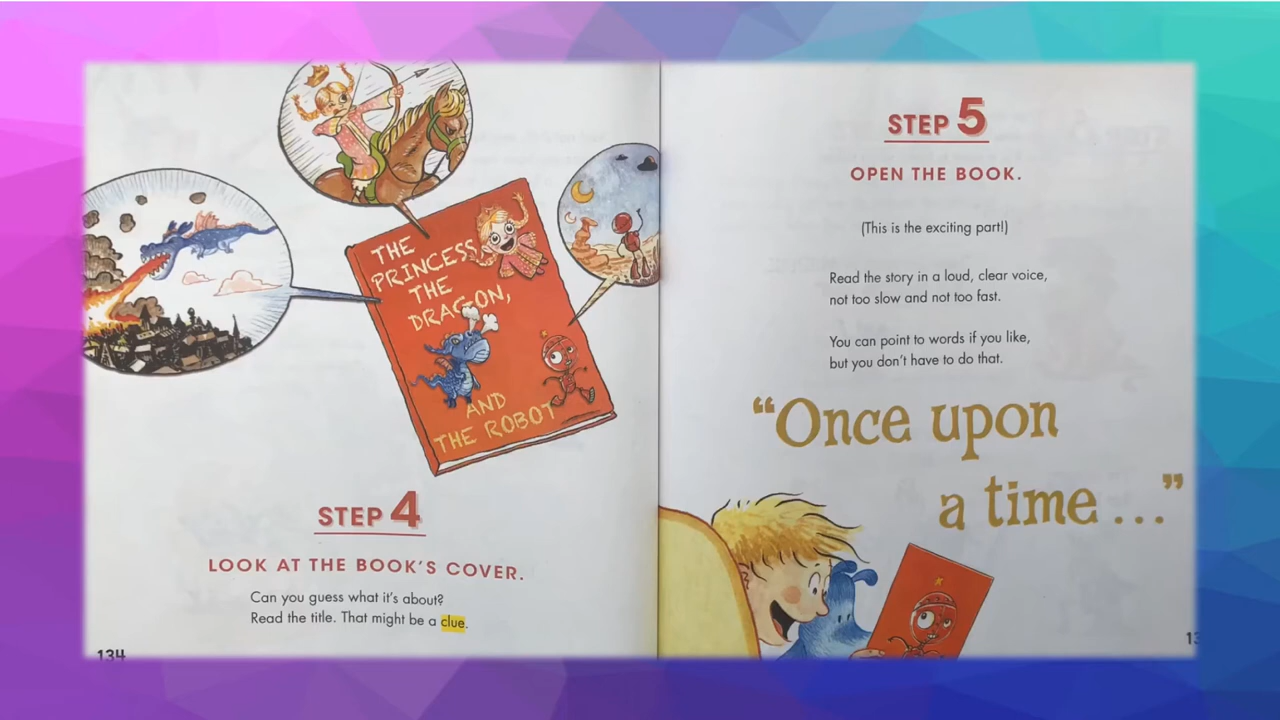 THE
PRINCESS,
THE
DRAGON,
AND
THE ROBOT
STEP 4
LOOK AT THE BOOK'S COVER.
Can you guess what it's about?
Read the title. That might be a clue.
134
STEP 5
OPEN THE BOOK.
(This is the exciting part!)
Read the story in a loud, clear voice,
not too slow and not too fast.
You can point to words if you like,
but you don't have to do that.
“Once upon
a time...”